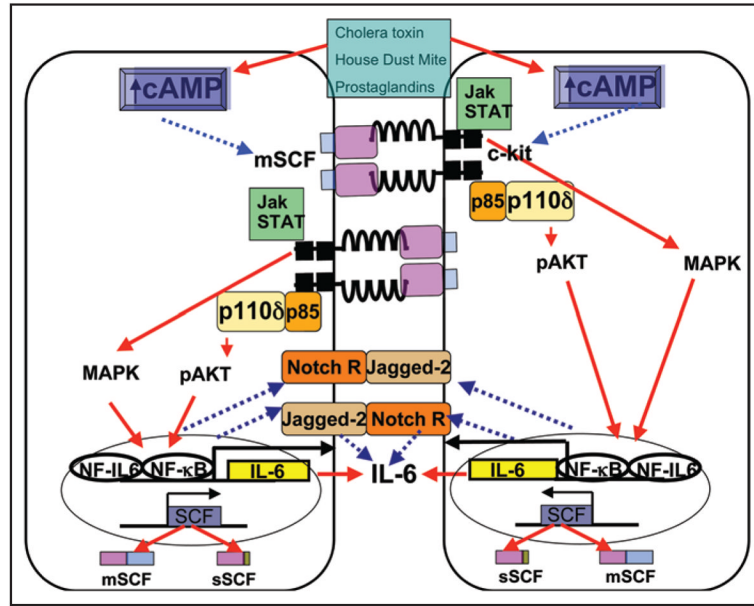 Cholera toxin
House Dust Mite
Prostaglandins
↑cAMP
↑cAMP
Jak
STAT
mSCF
c-kit
p85
p110δ
Jak
STAT
pAKT
MAPK
p110δ
p85
MAPK
pAKT
Notch R
Jagged-2
Jagged-2
Notch R
NF-IL6
NF-κB
IL-6
IL-6
IL-6
NF-κB
NF-IL6
SCF
SCF
mSCF
sSCF
sSCF
mSCF